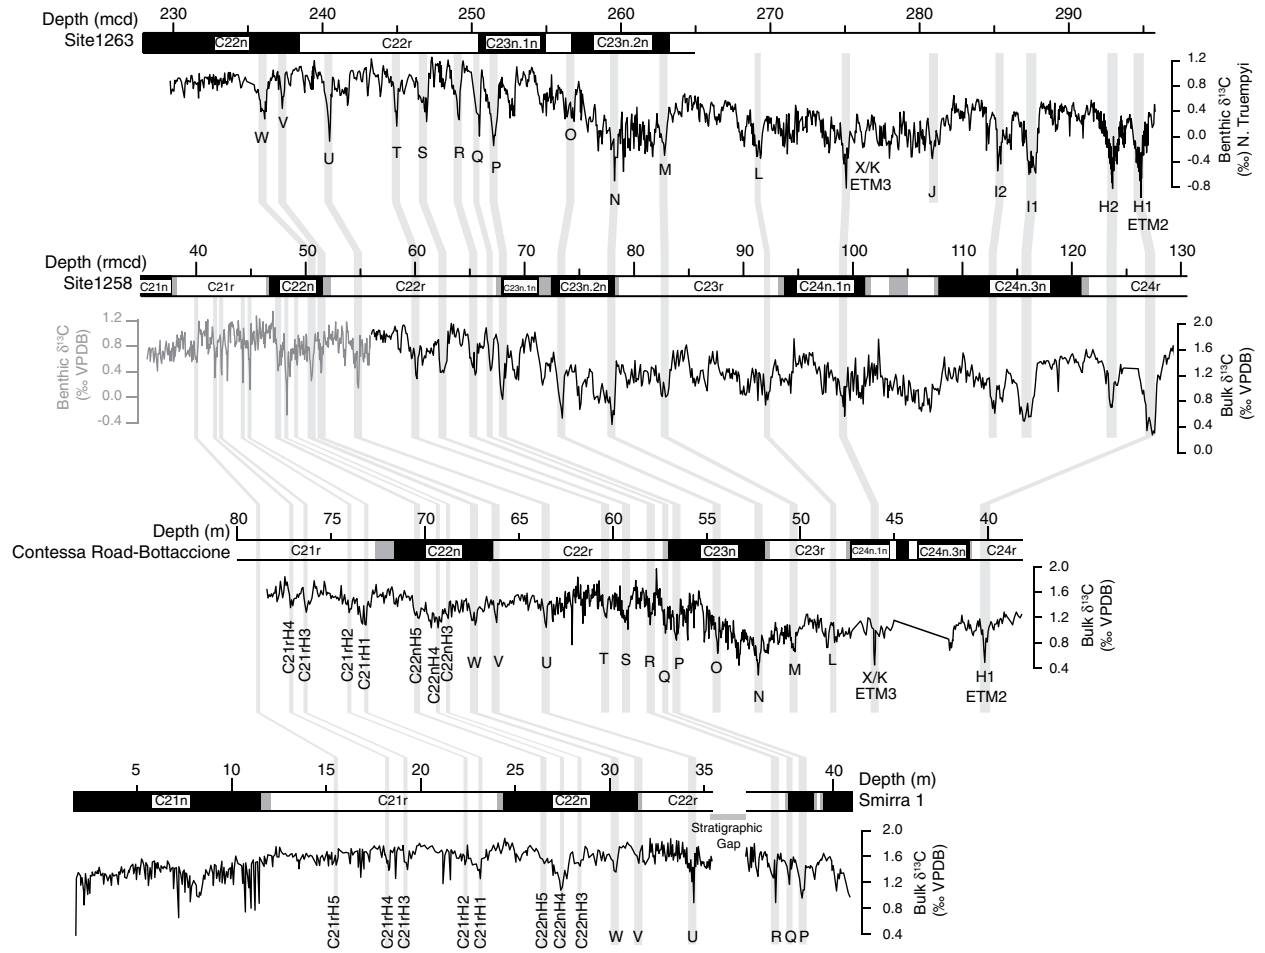 Depth (mcd) 230 240 250 260 270 280 290
Site1263 C22n C22r C23n.1n C23n.2n
1.2
0.8
0.4
0.0
-0.4
-0.8
Benthic δ¹³C
(‰) N. Truempyi
W V U T S R Q P O N M L X/K
ETM3
J I2 I1 H2 H1
ETM2
Depth (rmcd) 40 50 60 70 80 90 100 110 120 130
Site1258 C21n C21r C22n C22r C23n.1n C23n.2n C23r C24n.1n C24n.3n C24r
Benthic δ¹³C
(‰ VPDB)
1.2
0.8
0.4
0.0
-0.4
2.0
1.6
1.2
0.8
0.4
0.0
Bulk δ¹³C
(‰ VPDB)
80 75 70 65 60 55 50 45 40
Depth (m)
Contessa Road-Bottaccione C21r C22n C22r C23n C23r C24n.1n C24n.3n C24r
2.0
1.6
1.2
0.8
0.4
Bulk δ¹³C
(‰ VPDB)
C21rH4 C21rH3 C21rH2 C21rH1 C22nH5 C22nH4 C22nH3 W V U T S R Q P O N M L X/K
ETM3
H1
ETM2
5 10 15 20 25 30 35 40 Depth (m)
C21n C21r C22n C22r Smirra 1
Stratigraphic
Gap
2.0
1.6
1.2
0.8
0.4
Bulk δ¹³C
(‰ VPDB)
C21rH5 C21rH4 C21rH3 C21rH2 C21rH1 C22nH5 C22nH4 C22nH3 W V U R Q P